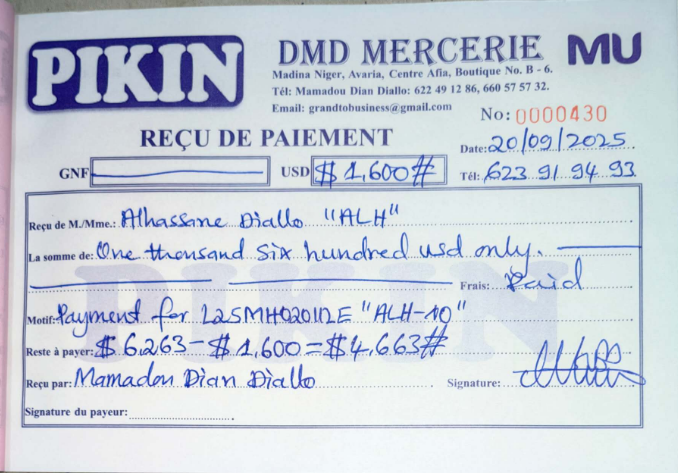 PIKIN
DMD MERCERIE MU
Madina Niger, Avaria, Centre Afia, Boutique No. B - 6.
Tél: Mamadou Dian Diallo: 622 49 12 86, 660 57 57 32.
Email: grandtobusiness@gmail.com
No: 0000430
REÇU DE PAIEMENT
Date: 20/09/2025
GNF USD $ 1,600#
Tél: 623 91 94 93
Reçu de M./Mme.: Alhassane Diallo "ALH"
La somme de: One thousand six hundred usd only.
Frais: Paid
Motif: Payment for L25MH020112E "ALH-10"
Reste à payer: $ 6,263 - $ 1,600 = $4,663#
Reçu par: Mamadou Dian Diallo Signature:
Signature du payeur:
PIKIN